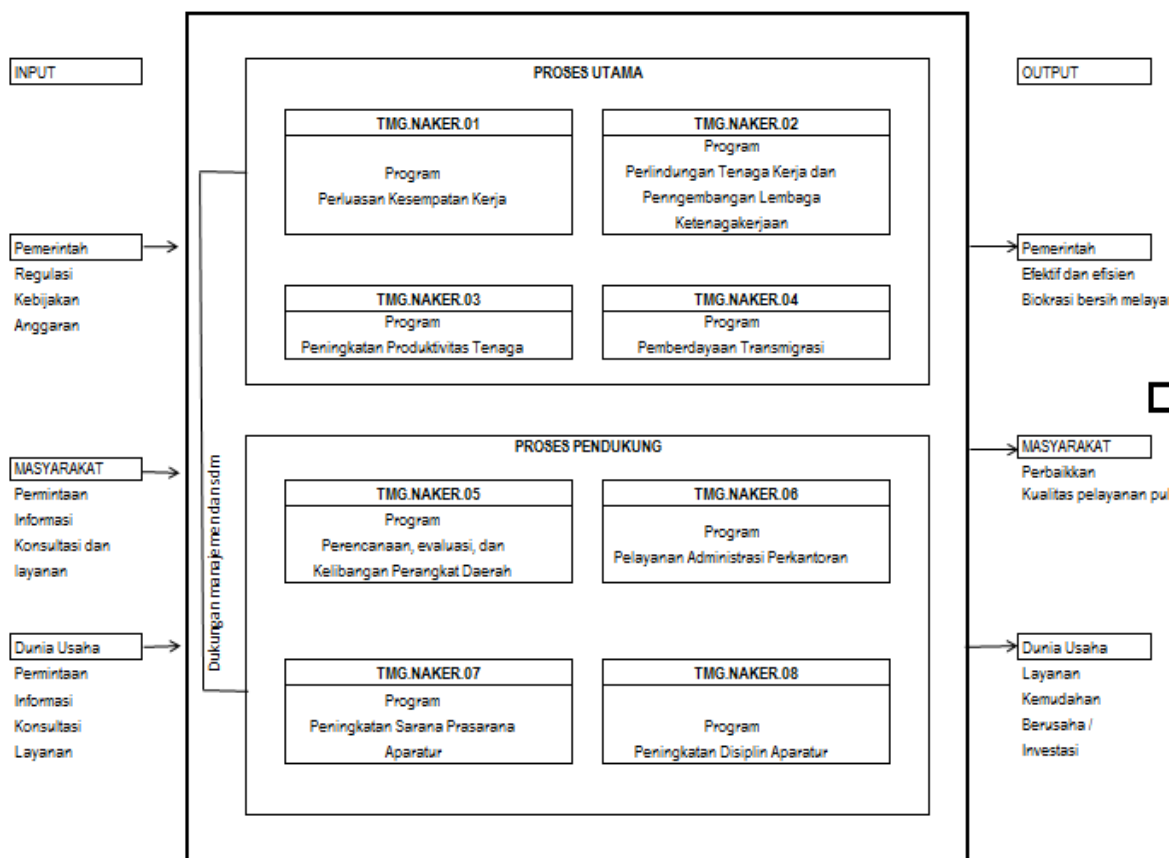 INPUT
Pemerintah
Regulasi
Kebijakan
Anggaran
MASYARAKAT
Permintaan
Informasi
Konsultasi dan
layanan
Dunia Usaha
Permintaan
Informasi
Konsultasi
Layanan
Dukungan manajemen dan sdm
PROSES UTAMA
TMG.NAKER.01
Program
Perluasan Kesempatan Kerja
TMG.NAKER.02
Program
Perlindungan Tenaga Kerja dan
Penngembangan Lembaga
Ketenagakerjaan
TMG.NAKER.03
Program
Peningkatan Produktivitas Tenaga
TMG.NAKER.04
Program
Pemberdayaan Transmigrasi
PROSES PENDUKUNG
TMG.NAKER.05
Program
Perencanaan, evaluasi, dan
Kelibangan Perangkat Daerah
TMG.NAKER.06
Program
Pelayanan Administrasi Perkantoran
TMG.NAKER.07
Program
Peningkatan Sarana Prasarana
Aparatur
TMG.NAKER.08
Program
Peningkatan Disiplin Aparatur
OUTPUT
Pemerintah
Efektif dan efisien
Biokrasi bersih
MASYARAKAT
Perbaikkan
Kualitas pelayanan
Dunia Usaha
Layanan
Kemudahan
Berusaha /
Investasi